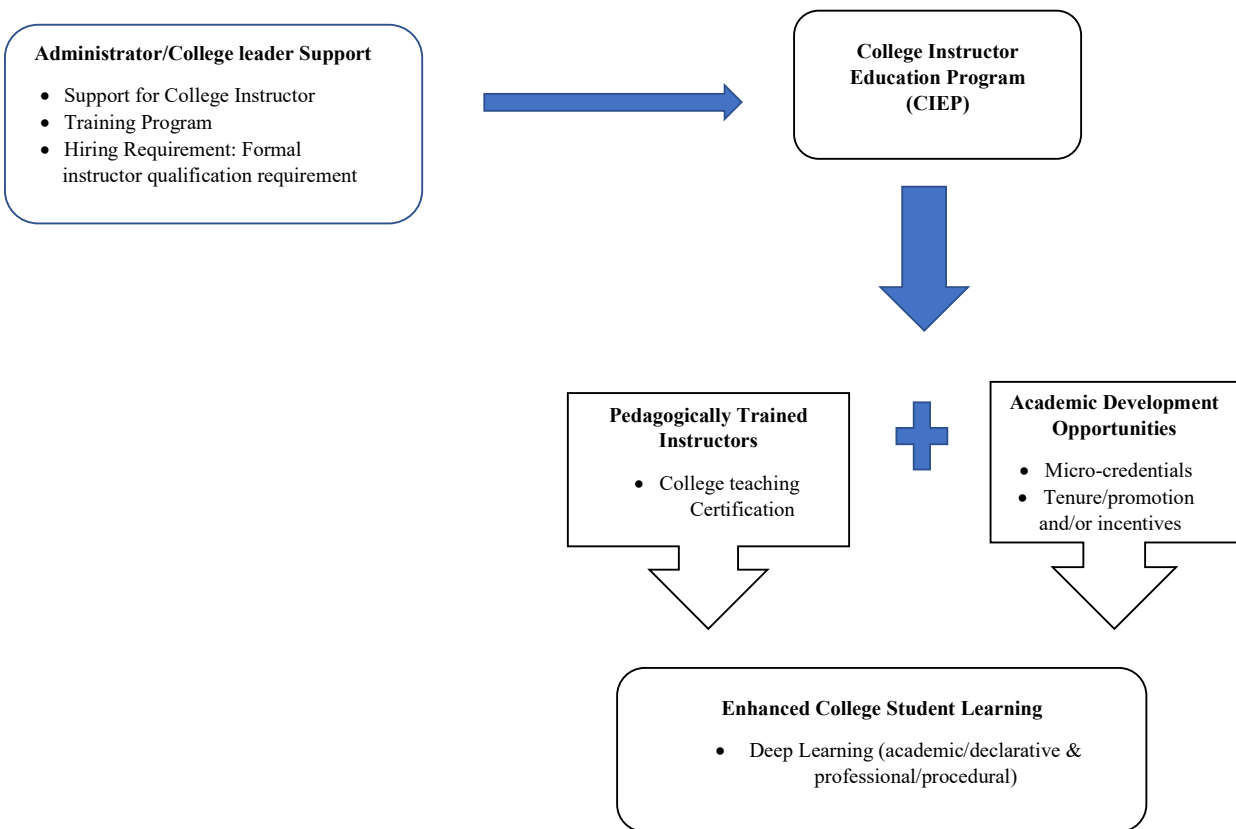 Administrator/College leader Support
• Support for College Instructor
• Training Program
• Hiring Requirement: Formal
instructor qualification requirement
College Instructor
Education Program
(CIEP)
Pedagogically Trained
Instructors
• College teaching
Certification
Academic Development
Opportunities
• Micro-credentials
• Tenure/promotion
and/or incentives
Enhanced College Student Learning
• Deep Learning (academic/declarative &
professional/procedural)